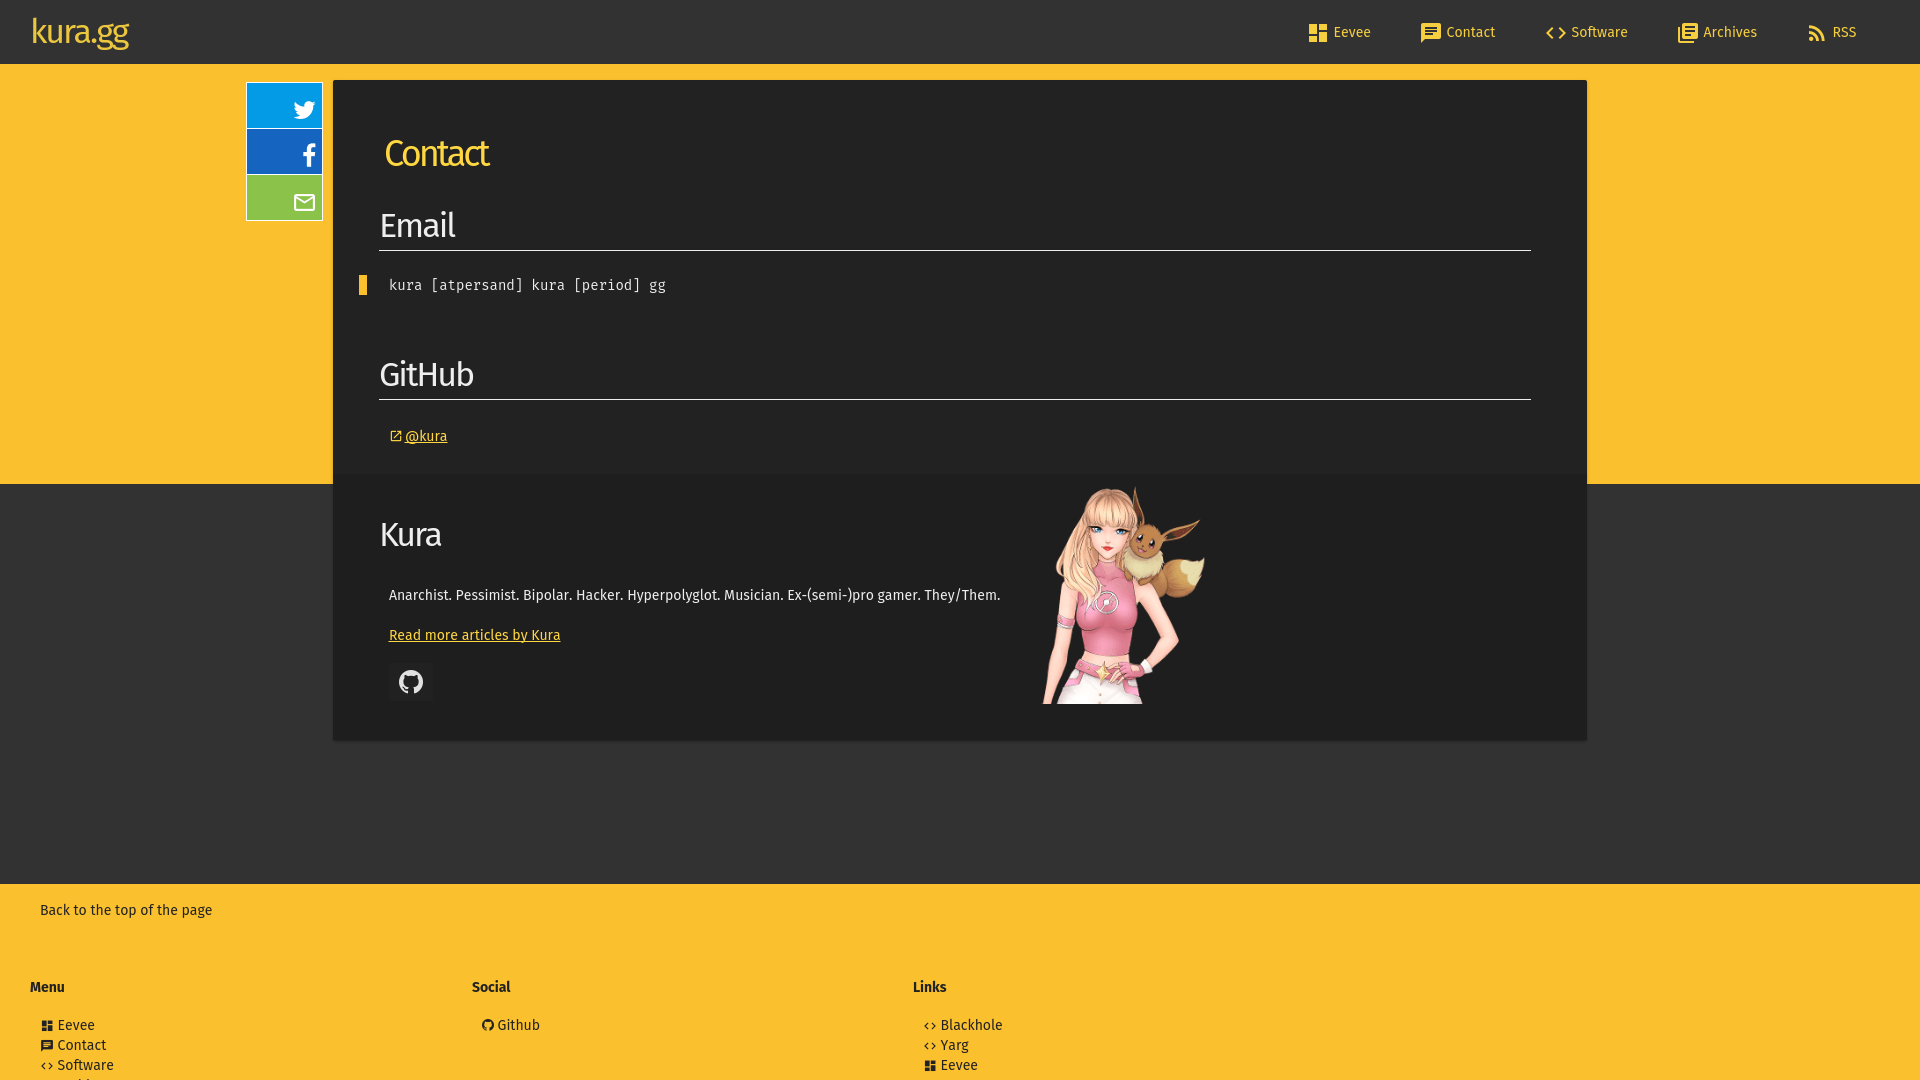 kura.gg
Eevee
Contact
Software
Archives
RSS
Contact
Email
kura [atpersand] kura [period] gg
GitHub
@kura
Kura
Anarchist. Pessimist. Bipolar. Hacker. Hyperpolyglot. Musician. Ex-(semi-)pro gamer. They/Them.
Read more articles by Kura
Back to the top of the page
Menu
Eevee
Contact
Software
Social
Github
Links
Blackhole
Yarg
Eevee